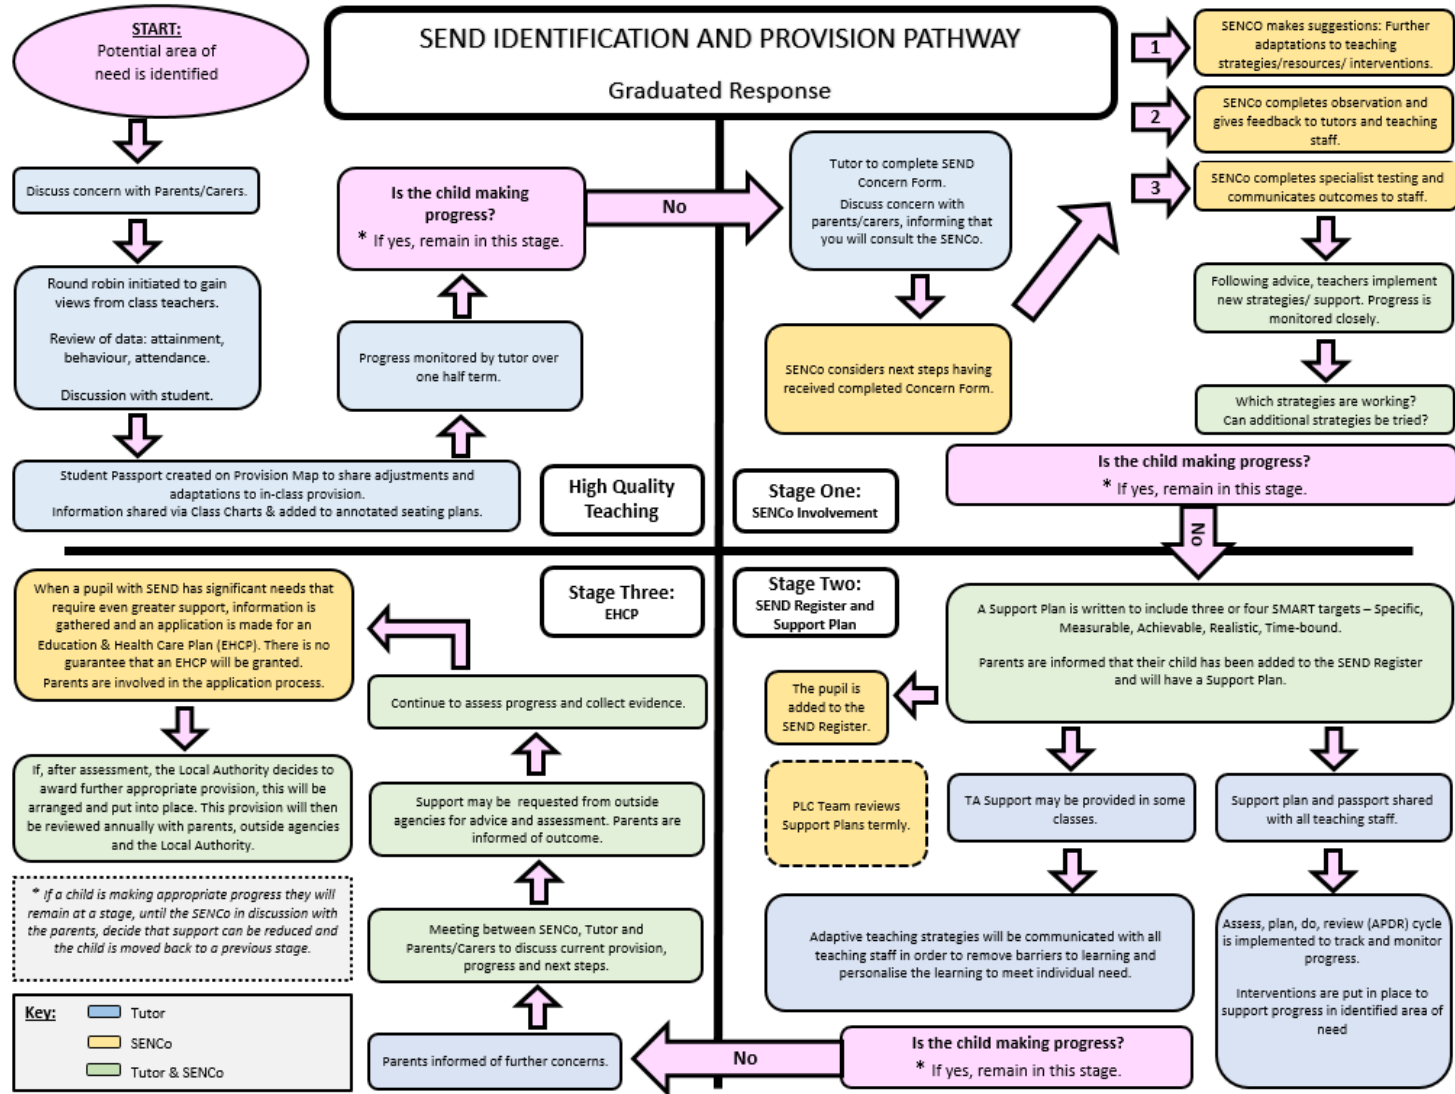 SEND IDENTIFICATION AND PROVISION PATHWAY
Graduated Response
START:
Potential area of
need is identified
Discuss concern with Parents/Carers.
Round robin initiated to gain
views from class teachers.
Review of data: attainment,
behaviour, attendance.
Discussion with student.
Student Passport created on Provision Map to share adjustments and
adaptations to in-class provision.
Information shared via Class Charts & added to annotated seating plans.
Progress monitored by tutor over
one half term.
Is the child making
progress?
* If yes, remain in this stage.
No
High Quality
Teaching
Tutor to complete SEND
Concern Form.
Discuss concern with
parents/carers, informing that
you will consult the SENCo.
SENCo considers next steps having
received completed Concern Form.
1
SENCO makes suggestions: Further
adaptations to teaching
strategies/resources/ interventions.
2
SENCo completes observation and
gives feedback to tutors and teaching
staff.
3
SENCo completes specialist testing and
communicates outcomes to staff.
Following advice, teachers implement
new strategies/ support. Progress is
monitored closely.
Which strategies are working?
Can additional strategies be tried?
Is the child making progress?
* If yes, remain in this stage.
No
Stage One:
SENCo Involvement
Stage Two:
SEND Register and
Support Plan
A Support Plan is written to include three or four SMART targets – Specific,
Measurable, Achievable, Realistic, Time-bound.
Parents are informed that their child has been added to the SEND Register
and will have a Support Plan.
The pupil is
added to the
SEND Register.
PLC Team reviews
Support Plans termly.
TA Support may be provided in some
classes.
Support plan and passport shared
with all teaching staff.
Adaptive teaching strategies will be communicated with all
teaching staff in order to remove barriers to learning and
personalise the learning to meet individual need.
Assess, plan, do, review (APDR) cycle
is implemented to track and monitor
progress.
Interventions are put in place to
support progress in identified area of
need
Is the child making progress?
* If yes, remain in this stage.
No
Stage Three:
EHCP
Parents informed of further concerns.
Meeting between SENCo, Tutor and
Parents/Carers to discuss current provision,
progress and next steps.
Support may be requested from outside
agencies for advice and assessment. Parents are
informed of outcome.
Continue to assess progress and collect evidence.
When a pupil with SEND has significant needs that
require even greater support, information is
gathered and an application is made for an
Education & Health Care Plan (EHCP). There is no
guarantee that an EHCP will be granted.
Parents are involved in the application process.
If, after assessment, the Local Authority decides to
award further appropriate provision, this will be
arranged and put into place. This provision will then
be reviewed annually with parents, outside agencies
and the Local Authority.
* If a child is making appropriate progress they will
remain at a stage, until the SENCo in discussion with
the parents, decide that support can be reduced and
the child is moved back to a previous stage.
Key:
Tutor
SENCo
Tutor & SENCo